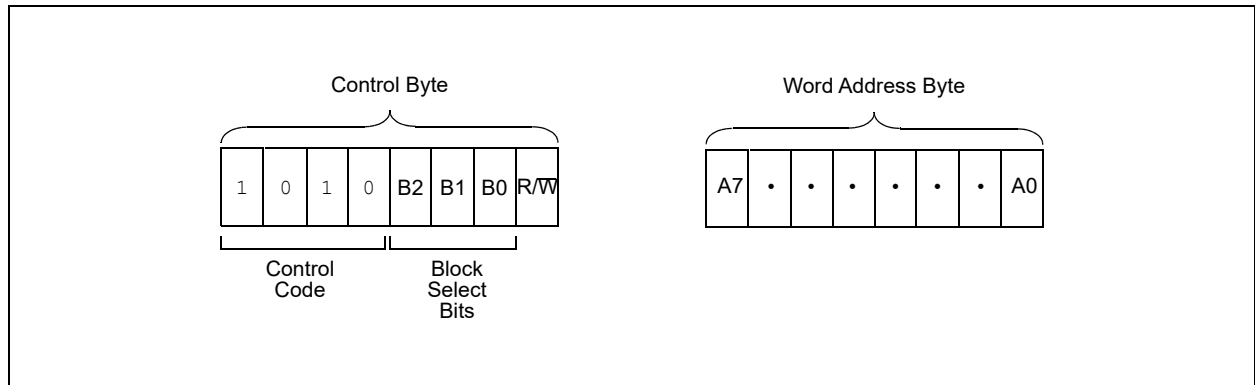 Control Byte
Word Address Byte
1 0 1 0 B2 B1 B0 R/W
A7 • • • • • • A0
Control
Code
Block
Select
Bits